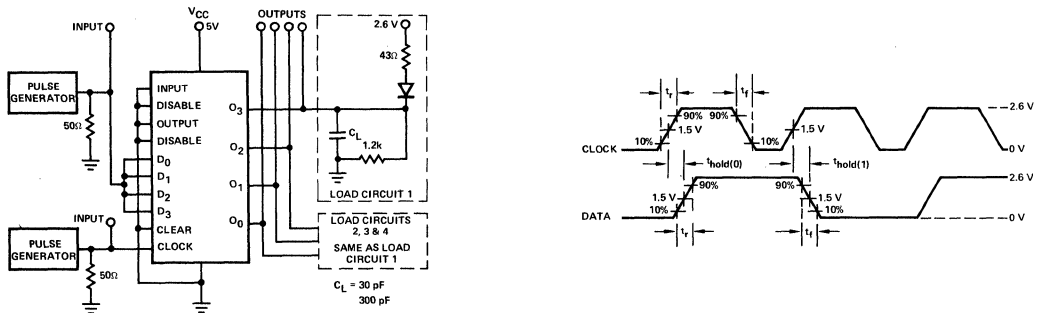 INPUT
VCC
5V
OUTPUTS
2.6 V
43Ω
PULSE
GENERATOR
50Ω
INPUT
DISABLE
OUTPUT
DISABLE
D0
D1
D2
D3
CLEAR
CLOCK
O3
O2
O1
O0
CL
1.2k
LOAD CIRCUIT 1
INPUT
PULSE
GENERATOR
50Ω
LOAD CIRCUITS
2, 3 & 4
SAME AS LOAD
CIRCUIT 1
CL = 30 pF
300 pF
tr
tf
90%
90%
1.5 V
1.5 V
10%
10%
CLOCK
2.6 V
0 V
thold(0)
thold(1)
90%
90%
1.5 V
1.5 V
10%
10%
DATA
2.6 V
0 V
tr
tf